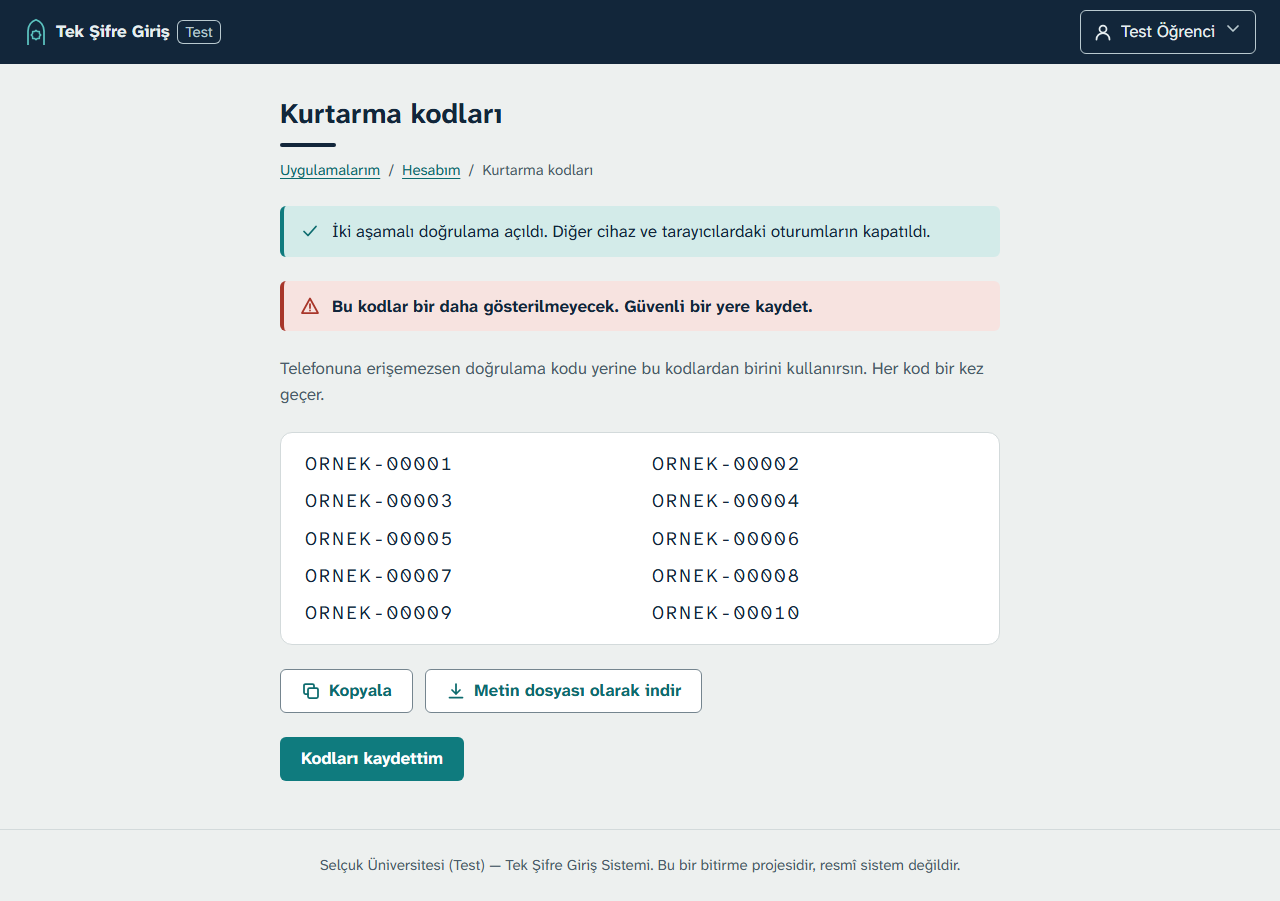 Tek Şifre Giriş Test
Test Öğrenci
Kurtarma kodları
Uygulamalarım / Hesabım / Kurtarma kodları
İki aşamalı doğrulama açıldı. Diğer cihaz ve tarayıcılardaki oturumların kapatıldı.
Bu kodlar bir daha gösterilmeyecek. Güvenli bir yere kaydet.
Telefonuna erişemezsen doğrulama kodu yerine bu kodlardan birini kullanırsın. Her kod bir kez
geçer.
ORNEK-00001 ORNEK-00002
ORNEK-00003 ORNEK-00004
ORNEK-00005 ORNEK-00006
ORNEK-00007 ORNEK-00008
ORNEK-00009 ORNEK-00010
Kopyala Metin dosyası olarak indir
Kodları kaydettim
Selçuk Üniversitesi (Test) — Tek Şifre Giriş Sistemi. Bu bir bitirme projesidir, resmî sistem değildir.